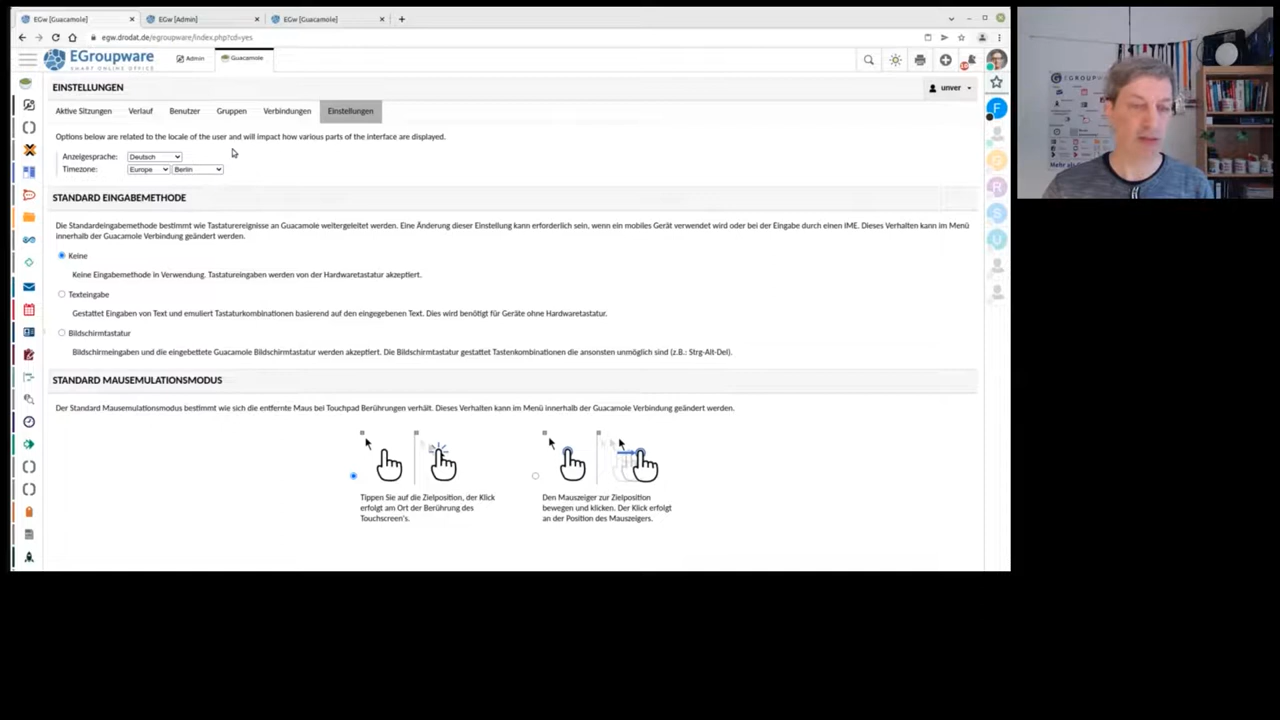 EGw [Guacamole]
EGw [Admin]
EGw [Guacamole]
egw.drodat.de/egroupware/index.php?cd=yes
EGROUPWARE
SMART ONLINE OFFICE
Admin
Guacamole
EINSTELLUNGEN
unver
Aktive Sitzungen
Verlauf
Benutzer
Gruppen
Verbindungen
Einstellungen
Options below are related to the locale of the user and will impact how various parts of the interface are displayed.
Anzeigesprache: Deutsch
Timezone: Europe Berlin
STANDARD EINGABEMETHODE
Die Standardeingabemethode bestimmt wie Tastaturereignisse an Guacamole weitergeleitet werden. Eine Änderung dieser Einstellung kann erforderlich sein, wenn ein mobiles Gerät verwendet wird oder bei der Eingabe durch einen IME. Dieses Verhalten kann im Menü
innerhalb der Guacamole Verbindung geändert werden.
Keine
Keine Eingabemethode in Verwendung. Tastatureingaben werden von der Hardwaretastatur akzeptiert.
Texteingabe
Gestattet Eingaben von Text und emuliert Tastaturkombinationen basierend auf den eingegebenen Text. Dies wird benötigt für Geräte ohne Hardwaretastatur.
Bildschirmtastatur
Bildschirmeingaben und die eingebettete Guacamole Bildschirmtastatur werden akzeptiert. Die Bildschirmtastatur gestattet Tastenkombinationen die ansonsten unmöglich sind (z.B.: Strg-Alt-Del).
STANDARD MAUSEMULATIONSMODUS
Der Standard Mausemulationsmodus bestimmt wie sich die entfernte Maus bei Touchpad Berührungen verhält. Dieses Verhalten kann im Menü innerhalb der Guacamole Verbindung geändert werden.
Tippen Sie auf die Zielposition, der Klick
erfolgt am Ort der Berührung des
Touchscreen's.
Den Mauszeiger zur Zielposition
bewegen und klicken. Der Klick erfolgt
an der Position des Mauszeigers.
F
F
R
S
U
EGROUPWARE